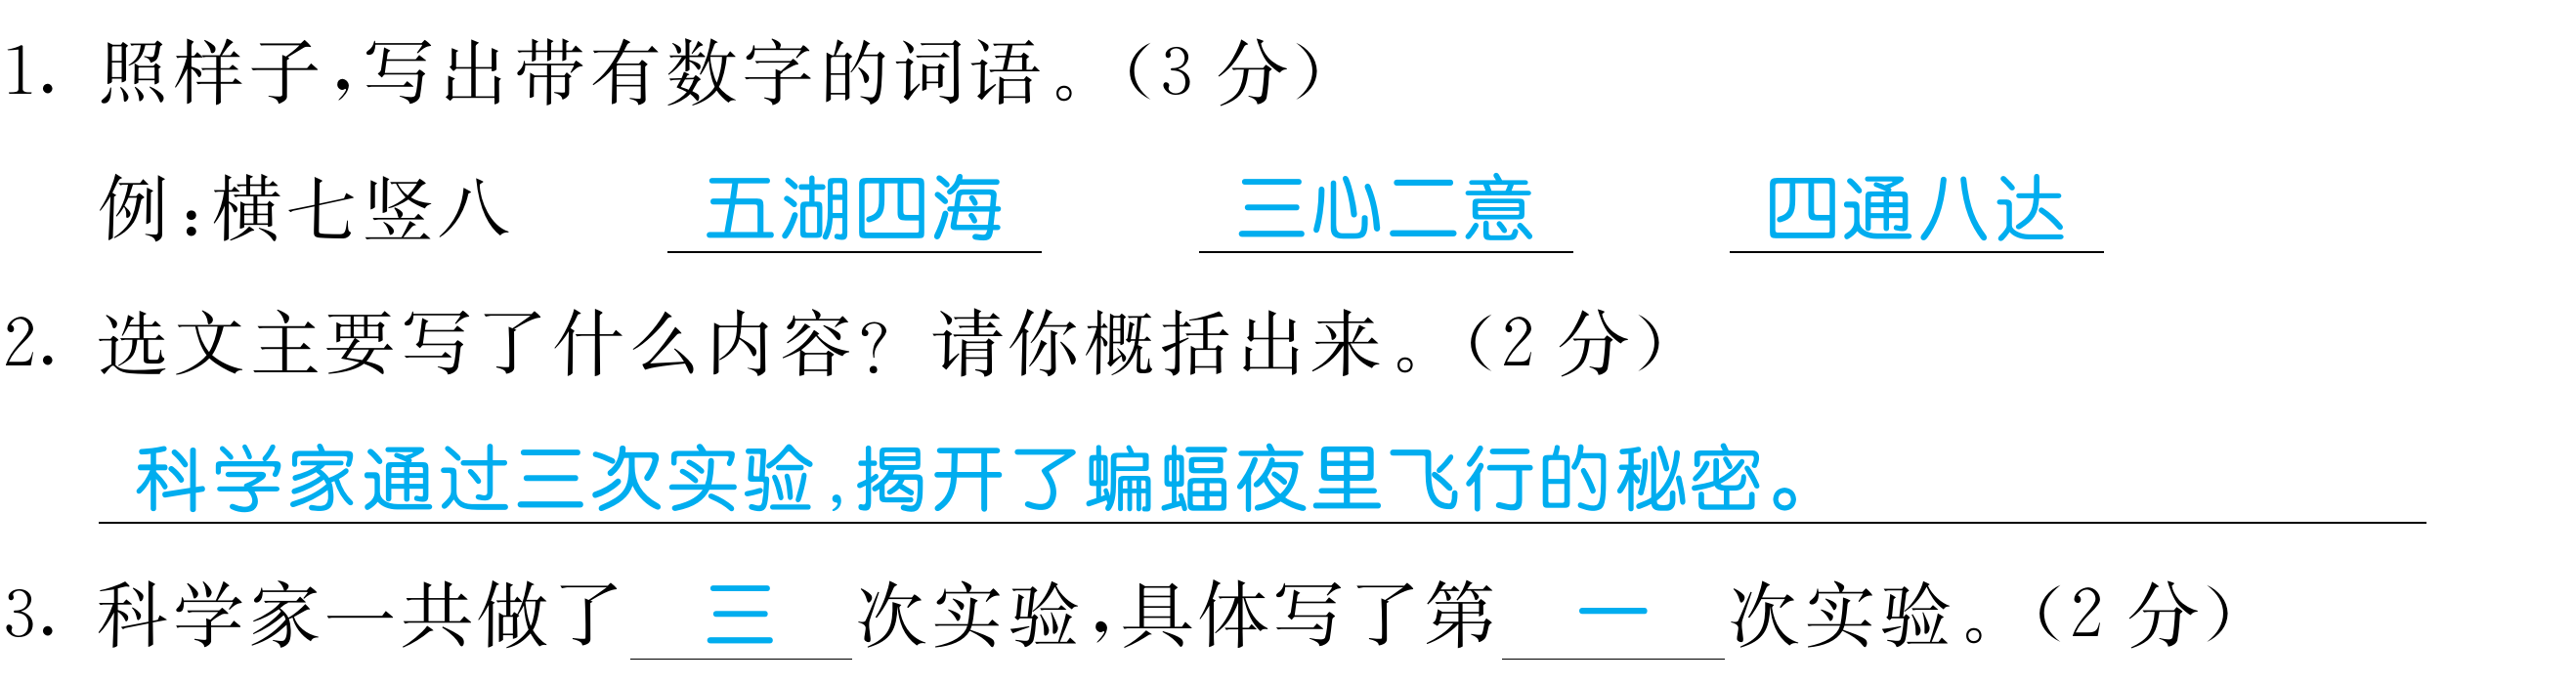 1. 照样子,写出带有数字的词语。(3 分)
例:横七竖八 五湖四海 三心二意 四通八达
2. 选文主要写了什么内容? 请你概括出来。(2 分)
科学家通过三次实验,揭开了蝙蝠夜里飞行的秘密。
3. 科学家一共做了 三 次实验,具体写了第 一 次实验。(2 分)